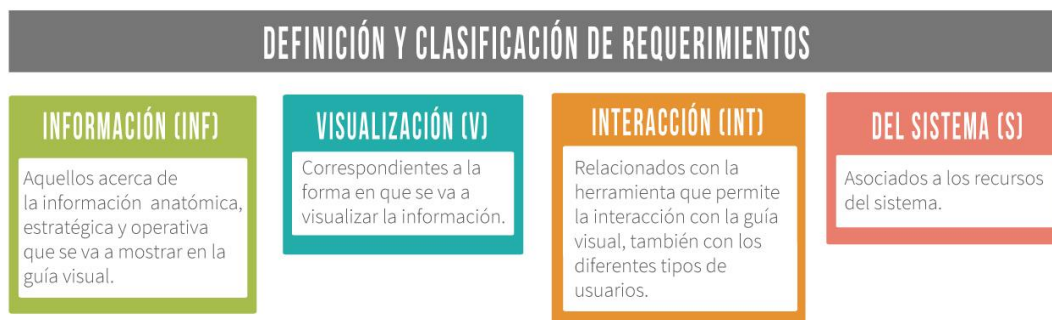 DEFINICIÓN Y CLASIFICACIÓN DE REQUERIMIENTOS
INFORMACIÓN (INF)
Aquellos acerca de
la información anatómica,
estratégica y operativa
que se va a mostrar en la
guía visual.
VISUALIZACIÓN (V)
Correspondientes a la
forma en que se va a
visualizar la información.
INTERACCIÓN (INT)
Relacionados con la
herramienta que permite
la interacción con la guía
visual, también con los
diferentes tipos de
usuarios.
DEL SISTEMA (S)
Asociados a los recursos
del sistema.